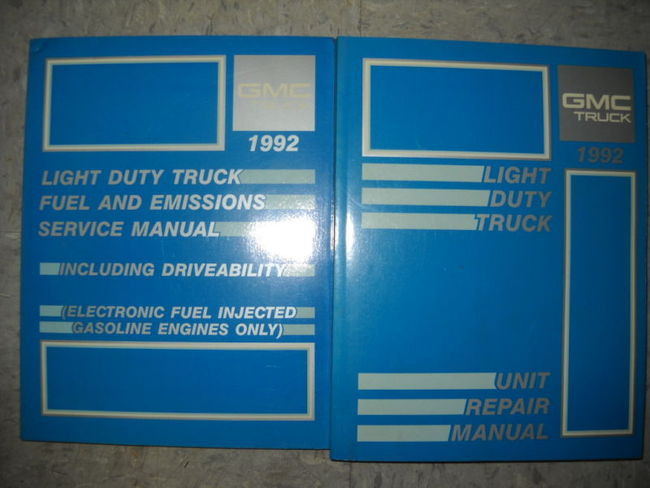 GMC
1992
LIGHT DUTY TRUCK
FUEL AND EMISSIONS
SERVICE MANUAL
INCLUDING DRIVEABILITY
(ELECTRONIC FUEL INJECTED
GASOLINE ENGINES ONLY)
GMC
TRUCK
1992
LIGHT
DUTY
TRUCK
UNIT
REPAIR
MANUAL